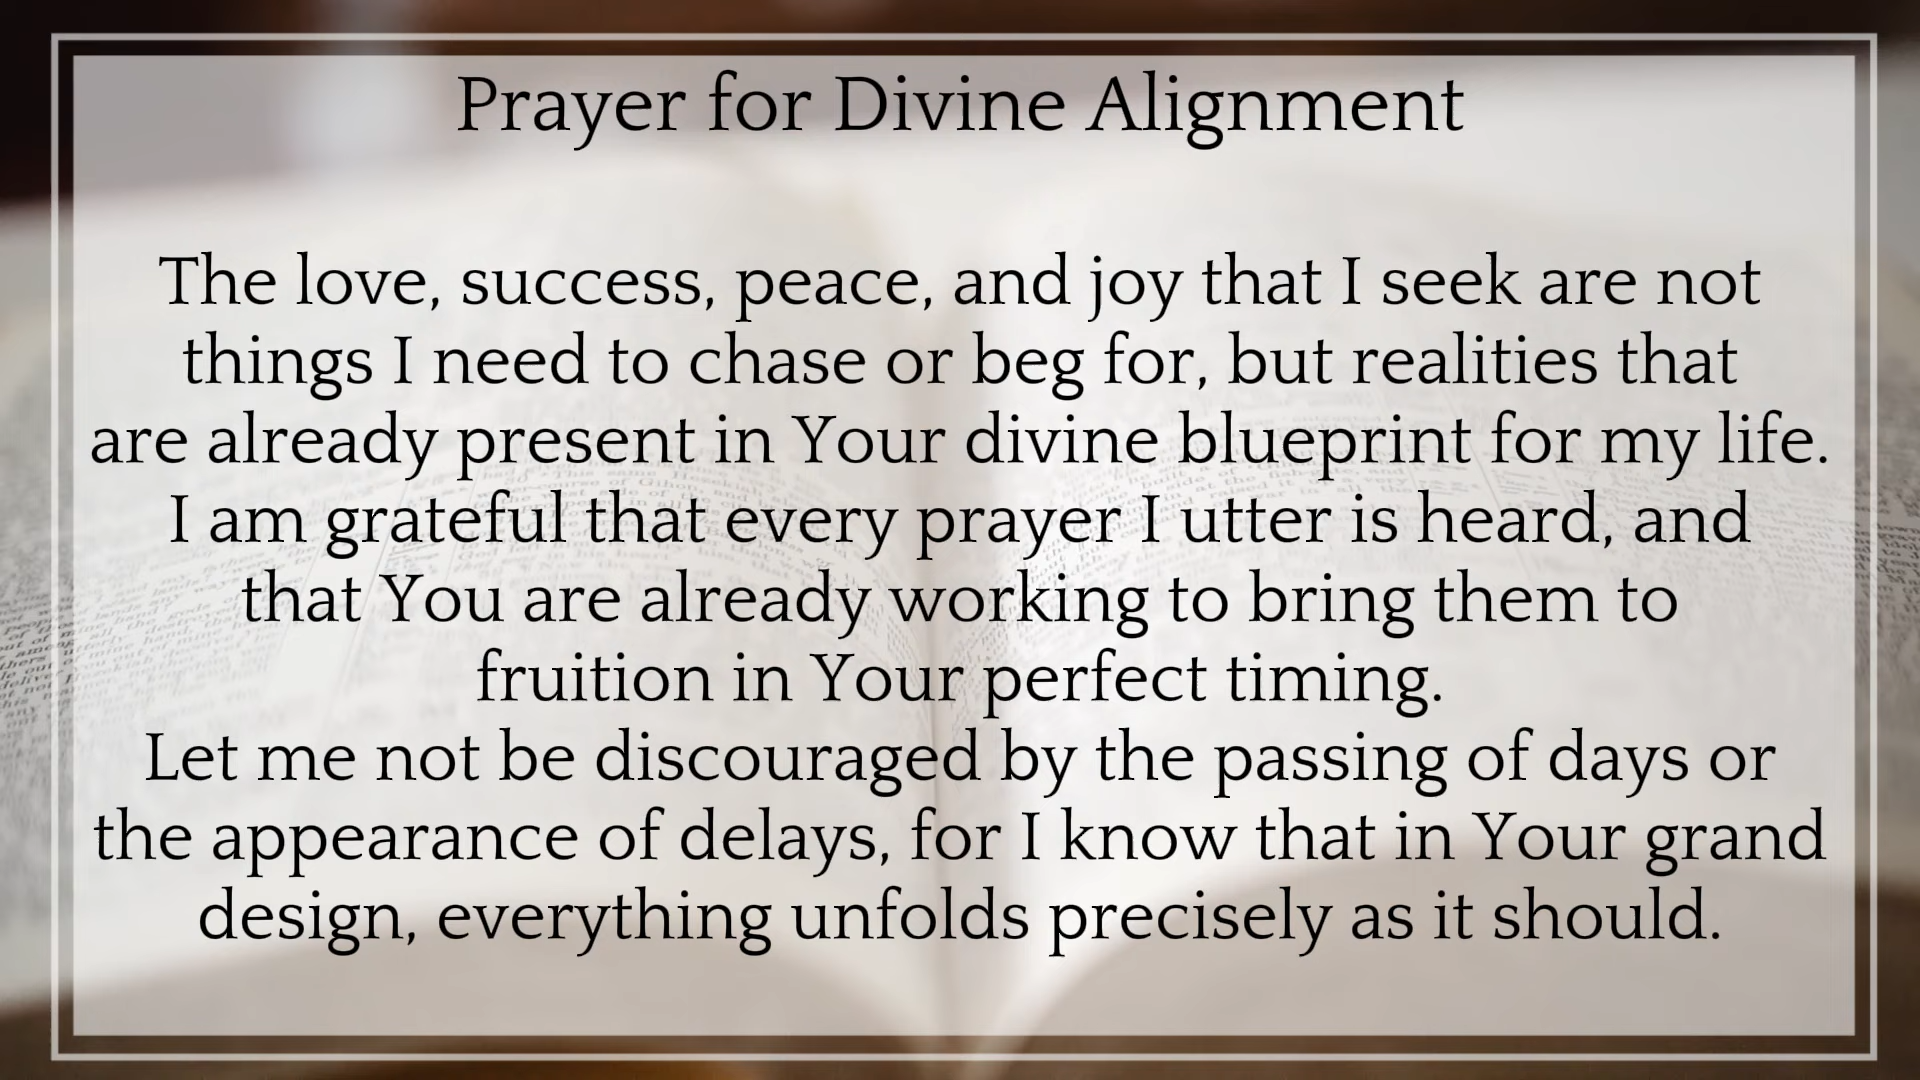 Prayer for Divine Alignment
The love, success, peace, and joy that I seek are not
things I need to chase or beg for, but realities that
are already present in Your divine blueprint for my life.
I am grateful that every prayer I utter is heard, and
that You are already working to bring them to
fruition in Your perfect timing.
Let me not be discouraged by the passing of days or
the appearance of delays, for I know that in Your grand
design, everything unfolds precisely as it should.